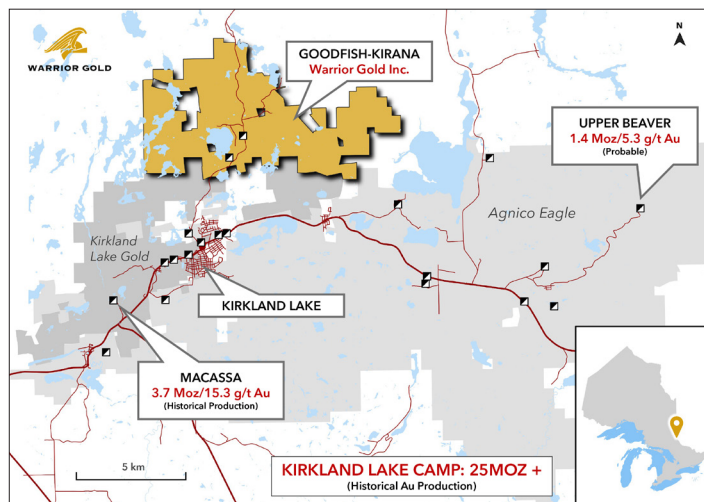 WARRIOR GOLD
N
GOODFISH-KIRANA
Warrior Gold Inc.
UPPER BEAVER
1.4 Moz/5.3 g/t Au
(Probable)
Agnico Eagle
Kirkland
Lake Gold
KIRKLAND LAKE
MACASSA
3.7 Moz/15.3 g/t Au
(Historical Production)
5 km
KIRKLAND LAKE CAMP: 25MOZ +
(Historical Au Production)